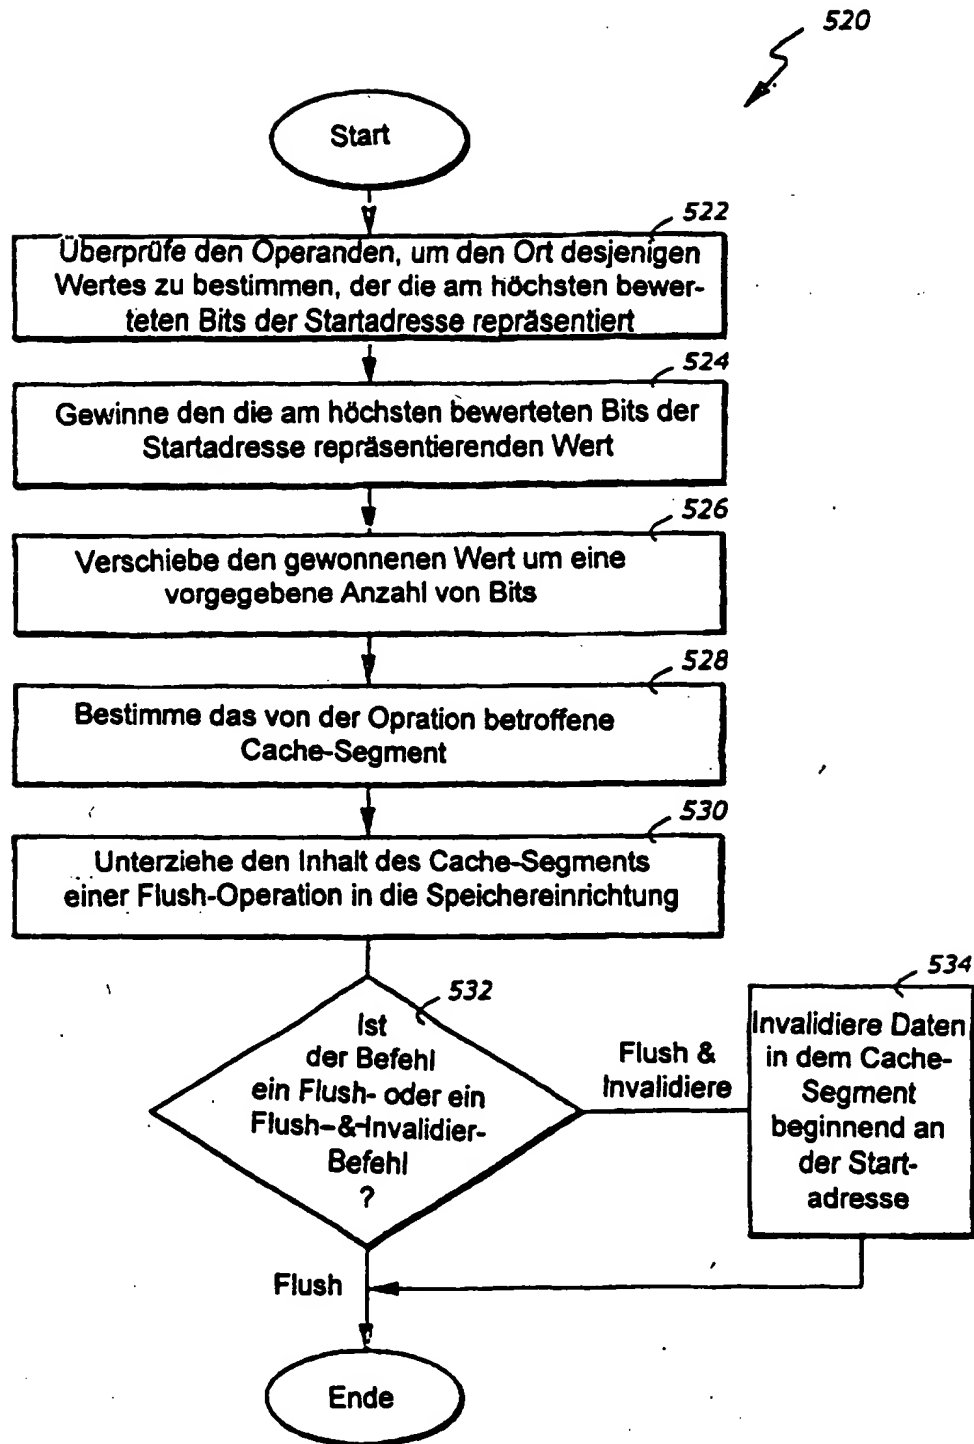 520
Start
522
Überprüfe den Operanden, um den Ort desjenigen
Wertes zu bestimmen, der die am höchsten bewer-
teten Bits der Startadresse repräsentiert
524
Gewinne den die am höchsten bewerteten Bits der
Startadresse repräsentierenden Wert
526
Verschiebe den gewonnenen Wert um eine
vorgegebene Anzahl von Bits
528
Bestimme das von der Opration betroffene
Cache-Segment
530
Unterziehe den Inhalt des Cache-Segments
einer Flush-Operation in die Speichereinrichtung
532
Ist
der Befehl
ein Flush- oder ein
Flush-&-Invalidier-
Befehl
?
Flush &
Invalidiere
534
Invalidiere Daten
in dem Cache-
Segment
beginnend an
der Start-
adresse
Flush
Ende